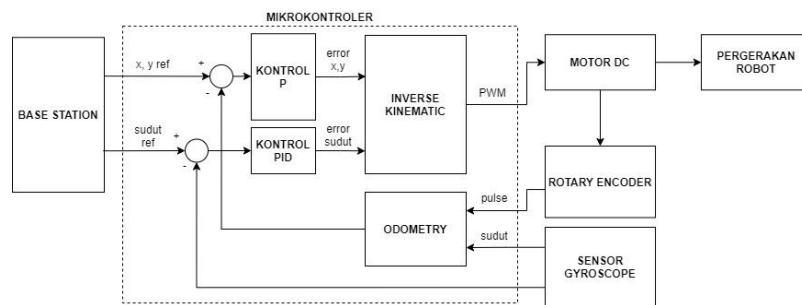 MIKROKONTROLER
BASE STATION
x, y ref
+
-
KONTROL
P
error
x,y
INVERSE
KINEMATIC
PWM
MOTOR DC
PERGERAKAN
ROBOT
sudut
ref
+
-
KONTROL
PID
error
sudut
ROTARY ENCODER
pulse
ODOMETRY
sudut
SENSOR
GYROSCOPE